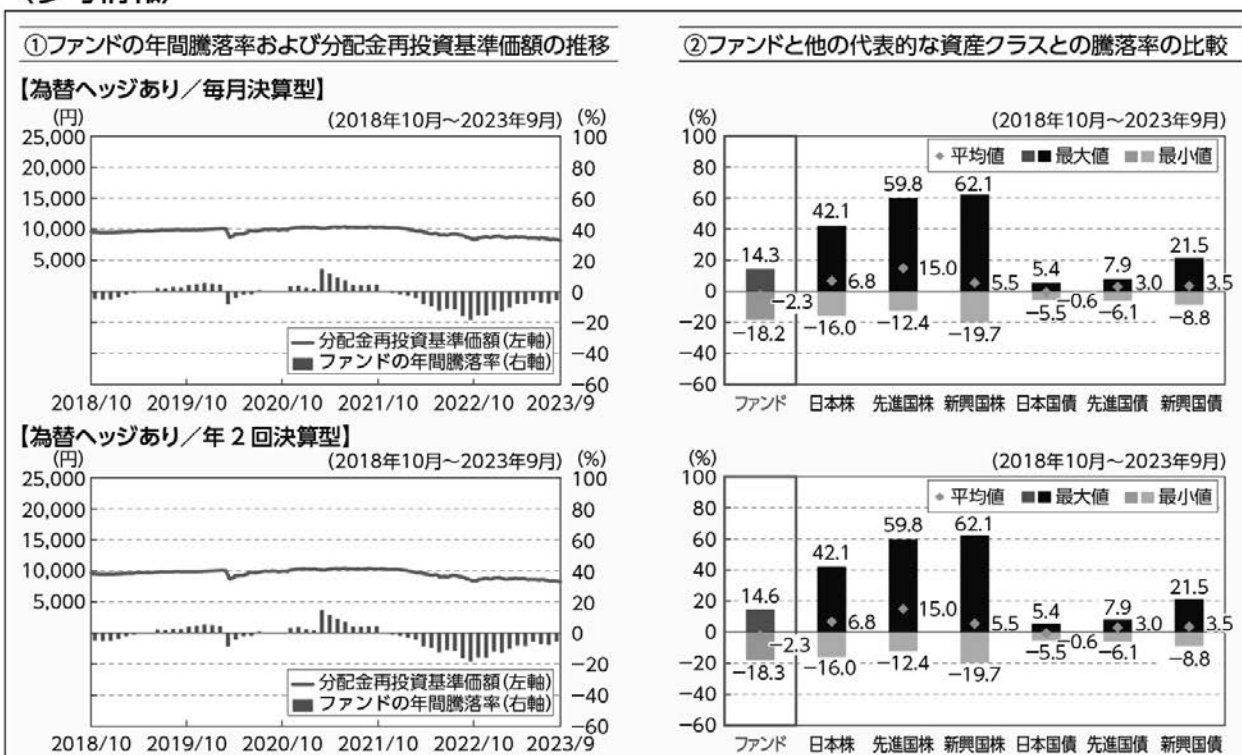 ①ファンドの年間騰落率および分配金再投資基準価額の推移
【為替ヘッジあり／毎月決算型】
(円)
(2018年10月〜2023年9月)
(%)
25,000
100
20,000
80
15,000
60
10,000
40
5,000
20
0
−20
−40
−60
分配金再投資基準価額(左軸)
ファンドの年間騰落率(右軸)
2018/10 2019/10 2020/10 2021/10 2022/10 2023/9
【為替ヘッジあり／年2回決算型】
(円)
(2018年10月〜2023年9月)
(%)
25,000
100
20,000
80
15,000
60
10,000
40
5,000
20
0
−20
−40
−60
分配金再投資基準価額(左軸)
ファンドの年間騰落率(右軸)
2018/10 2019/10 2020/10 2021/10 2022/10 2023/9
②ファンドと他の代表的な資産クラスとの騰落率の比較
(%)
(2018年10月〜2023年9月)
100
80
60
40
20
0
−20
−40
−60
平均値 最大値 最小値
14.3 42.1 59.8 62.1 5.4 7.9 21.5
−2.3 6.8 15.0 5.5 −0.6 3.0 3.5
−18.2 −16.0 −12.4 −19.7 −5.5 −6.1 −8.8
ファンド 日本株 先進国株 新興国株 日本国債 先進国債 新興国債
(%)
(2018年10月〜2023年9月)
100
80
60
40
20
0
−20
−40
−60
平均値 最大値 最小値
14.6 42.1 59.8 62.1 5.4 7.9 21.5
−2.3 6.8 15.0 5.5 −0.6 3.0 3.5
−18.3 −16.0 −12.4 −19.7 −5.5 −6.1 −8.8
ファンド 日本株 先進国株 新興国株 日本国債 先進国債 新興国債